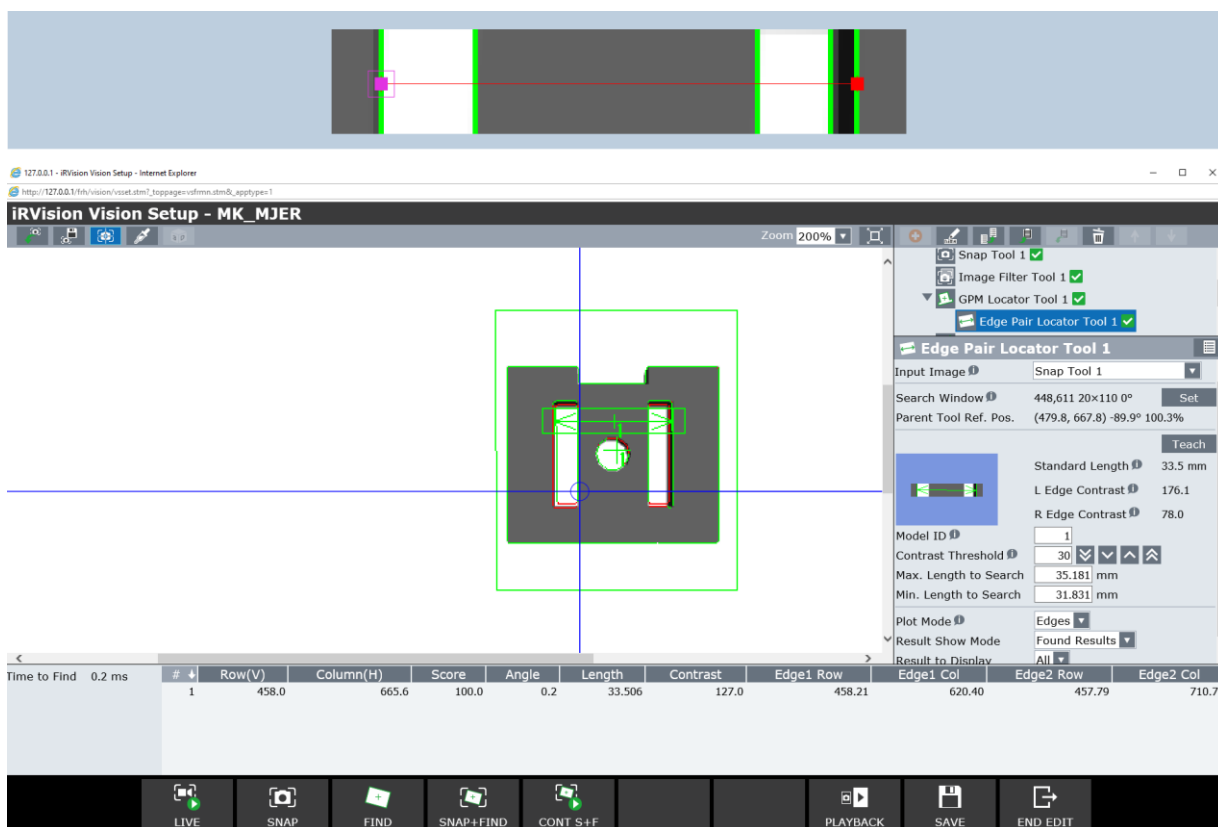 127.0.0.1 - iRVision Vision Setup - Internet Explorer
http://127.0.0.1/frh/vision/vsset.stm?_toppage=vsfrmn.stm&_apptype=1
iRVision Vision Setup - MK_MJER
Zoom 200%
Snap Tool 1
Image Filter Tool 1
GPM Locator Tool 1
Edge Pair Locator Tool 1
Edge Pair Locator Tool 1
Input Image Snap Tool 1
Search Window 448,611 20×110 0° Set
Parent Tool Ref. Pos. (479.8, 667.8) -89.9° 100.3%
Teach
Standard Length 33.5 mm
L Edge Contrast 176.1
R Edge Contrast 78.0
Model ID 1
Contrast Threshold 30
Max. Length to Search 35.181 mm
Min. Length to Search 31.831 mm
Plot Mode Edges
Result Show Mode Found Results
Result to Display All
1
Time to Find 0.2 ms
# Row(V) Column(H) Score Angle Length Contrast Edge1 Row Edge1 Col Edge2 Row Edge2 Col
1 458.0 665.6 100.0 0.2 33.506 127.0 458.21 620.40 457.79 710.7
LIVE SNAP FIND SNAP+FIND CONT S+F PLAYBACK SAVE END EDIT